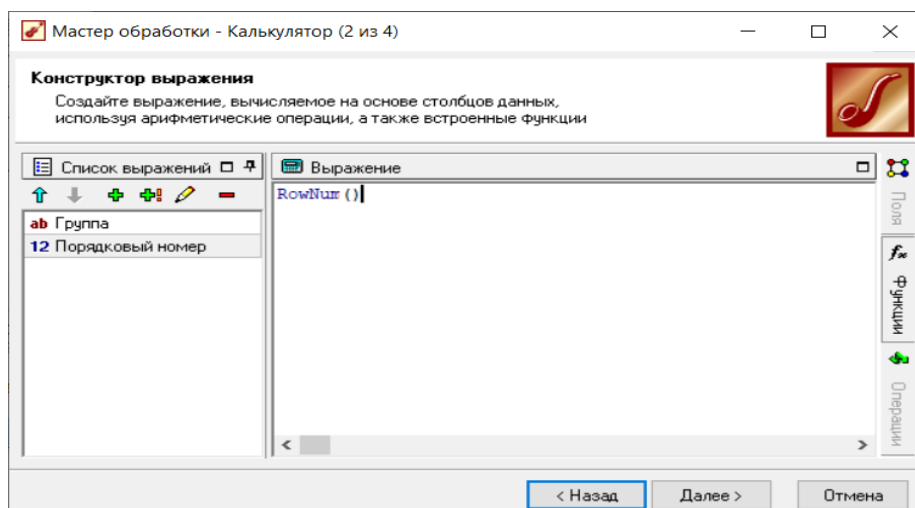 Мастер обработки - Калькулятор (2 из 4)
Конструктор выражения
Создайте выражение, вычисляемое на основе столбцов данных,
используя арифметические операции, а также встроенные функции
Список выражений
ab Группа
12 Порядковый номер
Выражение
RowNum()
Поля
fx Функции
Операции
< Назад
Далее >
Отмена